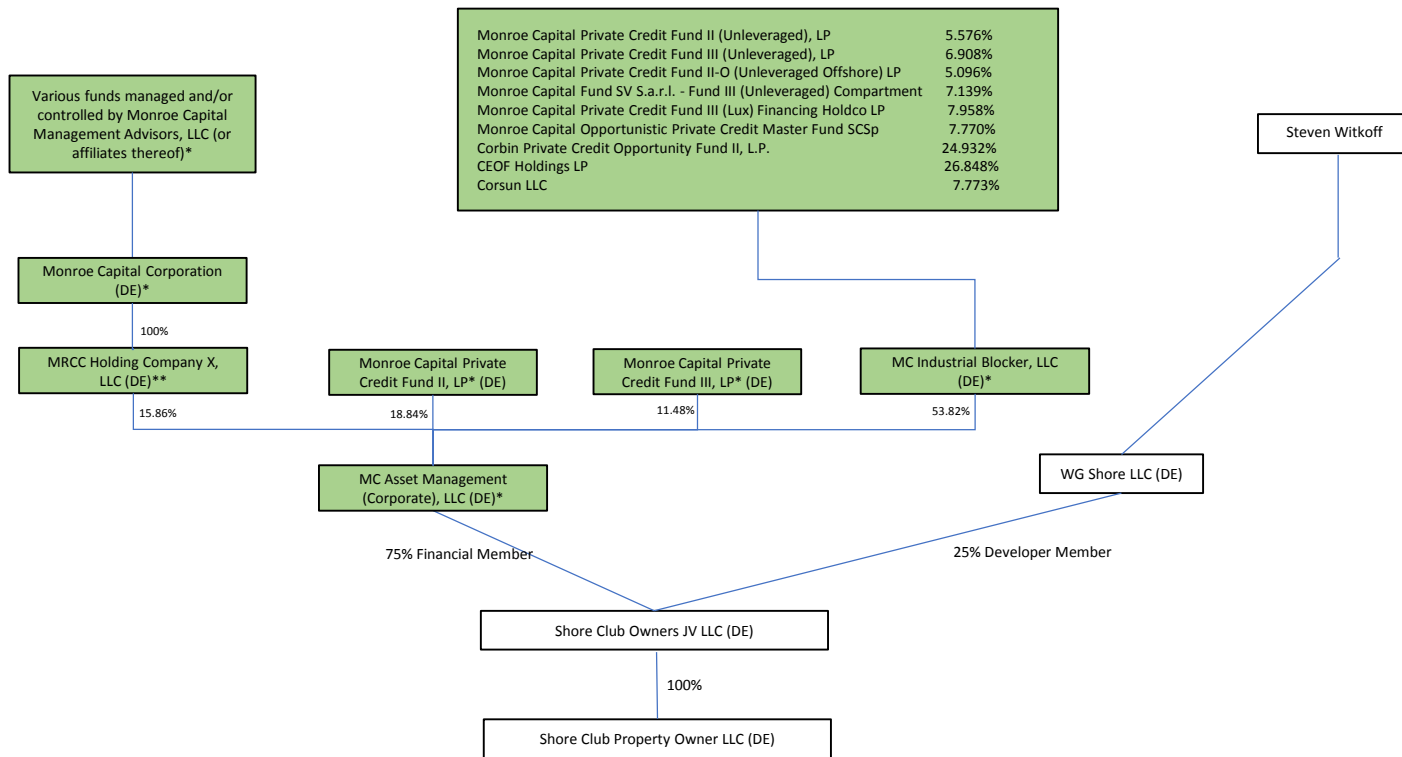 Monroe Capital Private Credit Fund II (Unleveraged), LP 5.576%
Monroe Capital Private Credit Fund III (Unleveraged), LP 6.908%
Monroe Capital Private Credit Fund II-O (Unleveraged Offshore) LP 5.096%
Monroe Capital Fund SV S.a.r.l. - Fund III (Unleveraged) Compartment 7.139%
Monroe Capital Private Credit Fund III (Lux) Financing Holdco LP 7.958%
Monroe Capital Opportunistic Private Credit Master Fund SCSp 7.770%
Corbin Private Credit Opportunity Fund II, L.P. 24.932%
CEOF Holdings LP 26.848%
Corsun LLC 7.773%
Various funds managed and/or
controlled by Monroe Capital
Management Advisors, LLC (or
affiliates thereof)*
Steven Witkoff
Monroe Capital Corporation
(DE)*
100%
MRCC Holding Company X,
LLC (DE)**
Monroe Capital Private
Credit Fund II, LP* (DE)
Monroe Capital Private
Credit Fund III, LP* (DE)
MC Industrial Blocker, LLC
(DE)*
15.86%
18.84%
11.48%
53.82%
MC Asset Management
(Corporate), LLC (DE)*
WG Shore LLC (DE)
75% Financial Member
25% Developer Member
Shore Club Owners JV LLC (DE)
100%
Shore Club Property Owner LLC (DE)